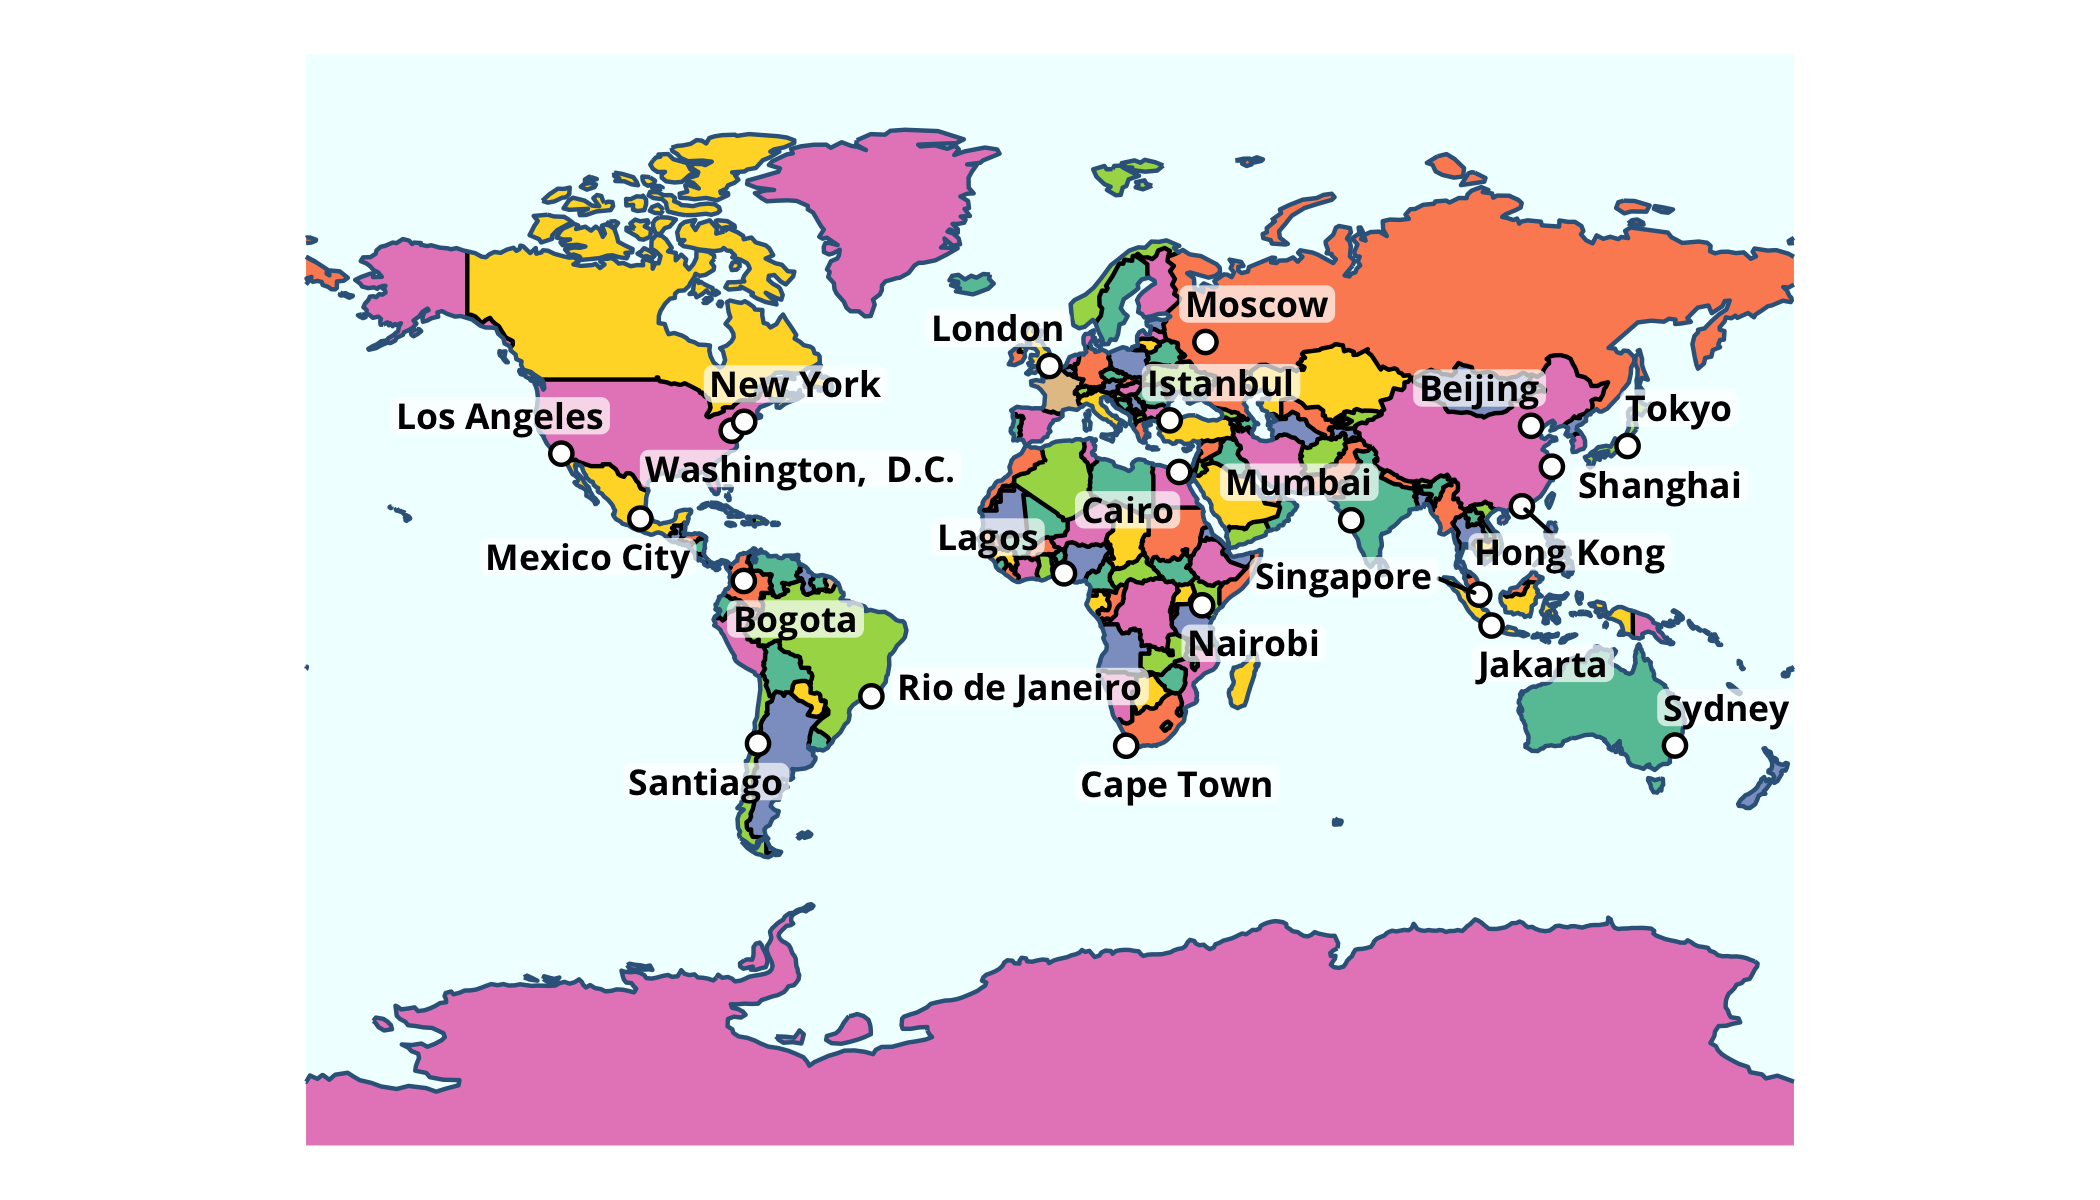 Moscow
London
New York
Istanbul
Beijing
Los Angeles
Tokyo
Washington,  D.C.
Mumbai
Shanghai
Cairo
Lagos
Mexico City
Hong Kong
Singapore
Bogota
Nairobi
Jakarta
Rio de Janeiro
Sydney
Santiago
Cape Town